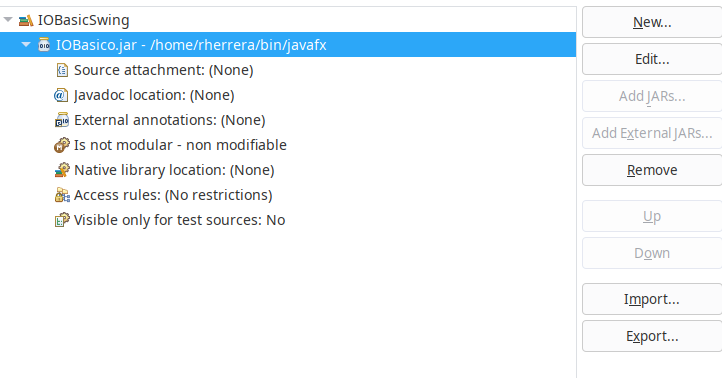 IOBasicSwing
IOBasico.jar - /home/rherrera/bin/javafx
Source attachment: (None)
Javadoc location: (None)
External annotations: (None)
Is not modular - non modifiable
Native library location: (None)
Access rules: (No restrictions)
Visible only for test sources: No
New...
Edit...
Add JARs...
Add External JARs...
Remove
Up
Down
Import...
Export...